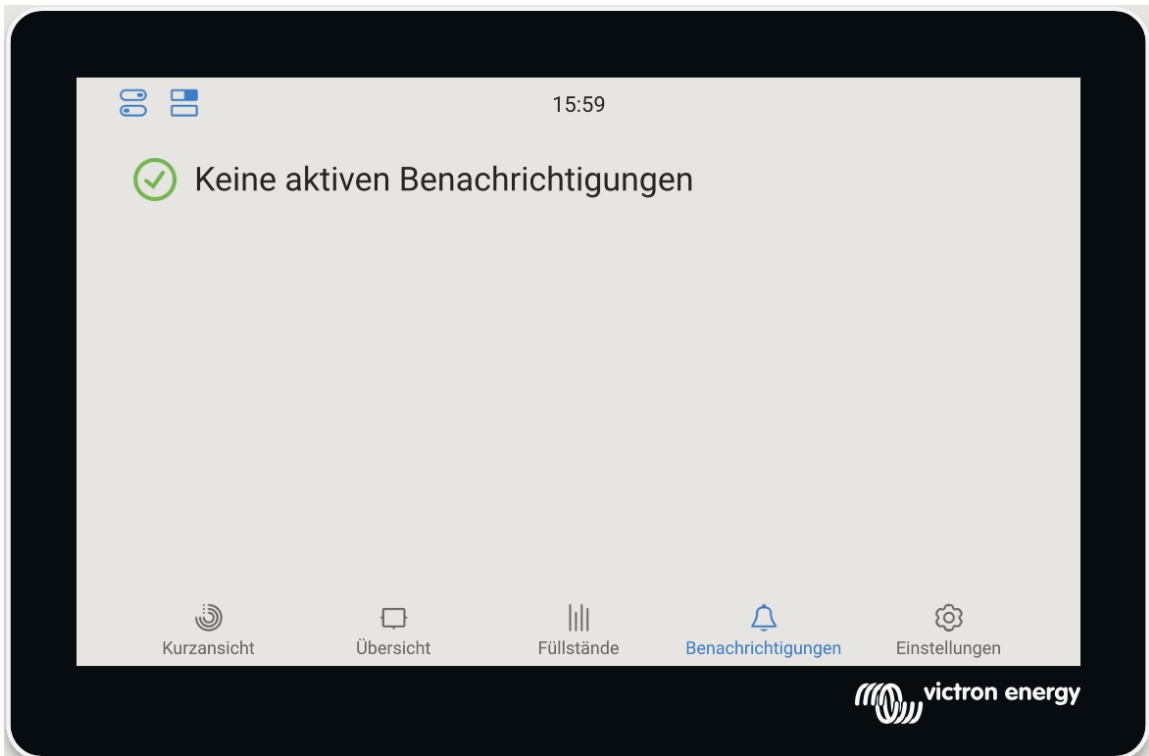 15:59
Keine aktiven Benachrichtigungen
Kurzansicht Übersicht Füllstände Benachrichtigungen Einstellungen
victron energy